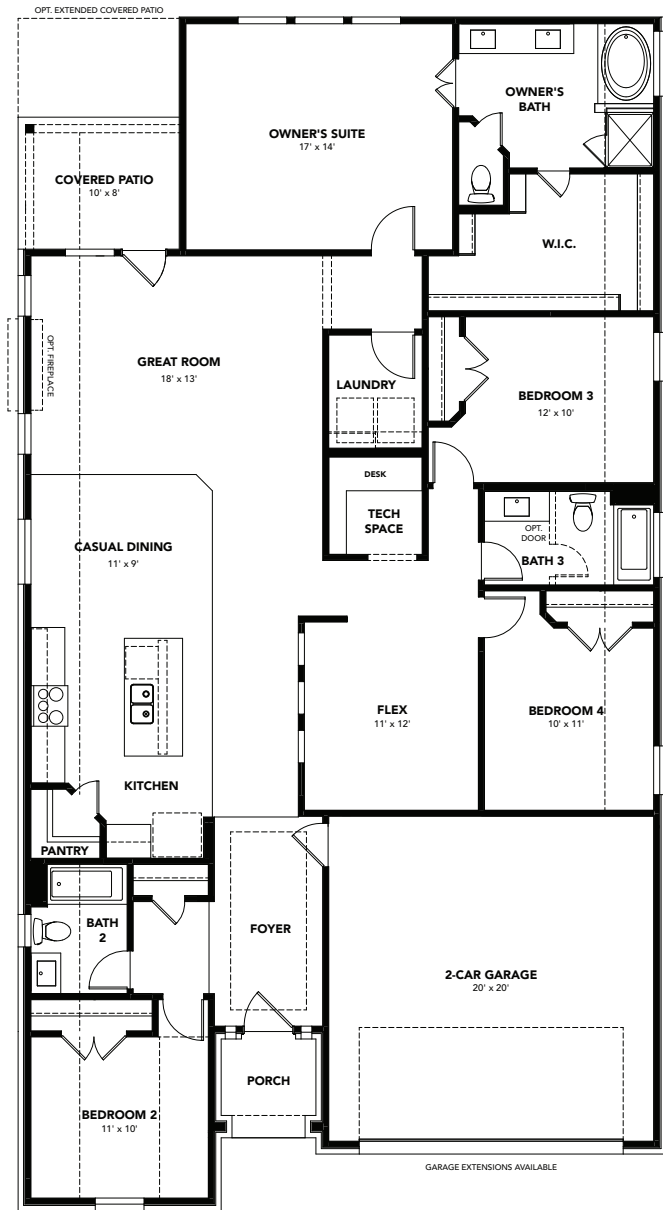 OPT. EXTENDED COVERED PATIO
OWNER'S
BATH
OWNER'S SUITE
17' x 14'
COVERED PATIO
10' x 8'
W.I.C.
OPT. FIREPLACE
GREAT ROOM
18' x 13'
LAUNDRY
BEDROOM 3
12' x 10'
DESK
TECH
SPACE
OPT.
DOOR
BATH 3
CASUAL DINING
11' x 9'
FLEX
11' x 12'
BEDROOM 4
10' x 11'
KITCHEN
PANTRY
BATH
2
FOYER
2-CAR GARAGE
20' x 20'
PORCH
BEDROOM 2
11' x 10'
GARAGE EXTENSIONS AVAILABLE